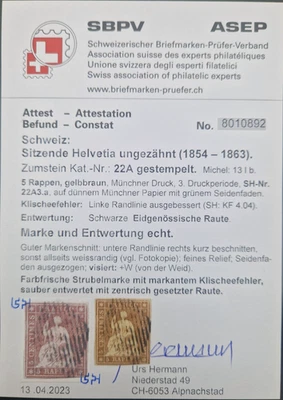 SBPV ASEP
Schweizerischer Briefmarken-Prüfer-Verband
Association suisse des experts philatéliques
Unione svizzera degli esperti filatelici
Swiss association of philatelic experts
www.briefmarken-pruefer.ch
Attest - Attestation
Befund - Constat No. 8010892
Schweiz:
Sitzende Helvetia ungezähnt (1854 – 1863).
Zumstein Kat.-Nr.: 22A gestempelt. Michel: 13 I b.
5 Rappen, gelbbraun, Münchner Druck, 3. Druckperiode, SH-Nr.
22A3.a, auf dünnem Münchner Papier mit grünem Seidenfaden.
Klischeefehler: Linke Randlinie ausgebessert (SH: KF 4.04).
Entwertung: Schwarze Eidgenössische Raute.
Marke und Entwertung echt.
Guter Markenschnitt: untere Randlinie rechts kurz beschnitten,
sonst allseits weissrandig (vgl. Fotokopie): feines Relief; Seidenfa-
den ausgezogen; visiert: +W (von der Weid).
Farbfrische Strubelmarke mit markantem Klischeefehler,
sauber entwertet mit zentrisch gesetzter Raute.
Urs Hermann
Niederstad 49
13.04.2023 CH-6053 Alpnachstad